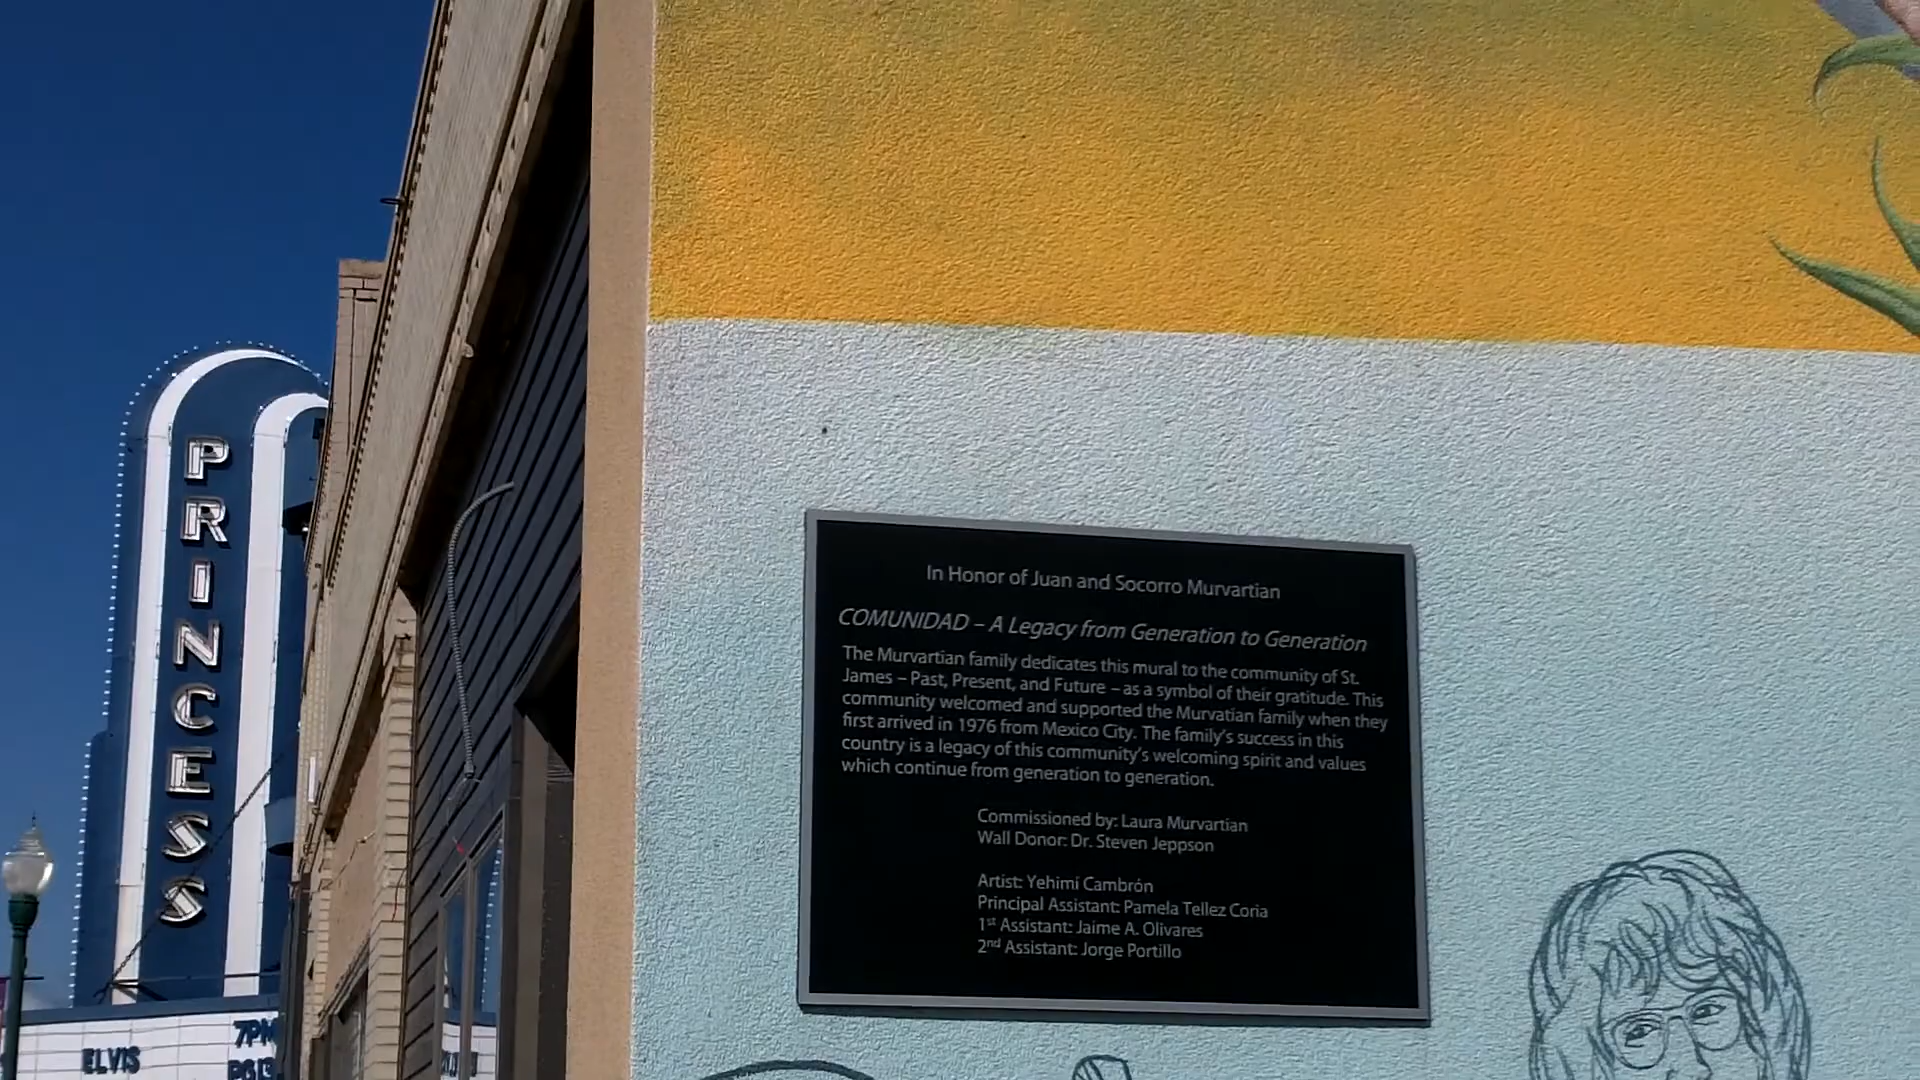 PRINCESS
7PM
ELVIS
PG13
In Honor of Juan and Socorro Murvartian
COMUNIDAD – A Legacy from Generation to Generation
The Murvartian family dedicates this mural to the community of St.
James – Past, Present, and Future – as a symbol of their gratitude. This
community welcomed and supported the Murvatian family when they
first arrived in 1976 from Mexico City. The family's success in this
country is a legacy of this community's welcoming spirit and values
which continue from generation to generation.
Commissioned by: Laura Murvartian
Wall Donor: Dr. Steven Jeppson
Artist: Yehimi Cambrón
Principal Assistant: Pamela Tellez Coria
1st Assistant: Jaime A. Olivares
2nd Assistant: Jorge Portillo